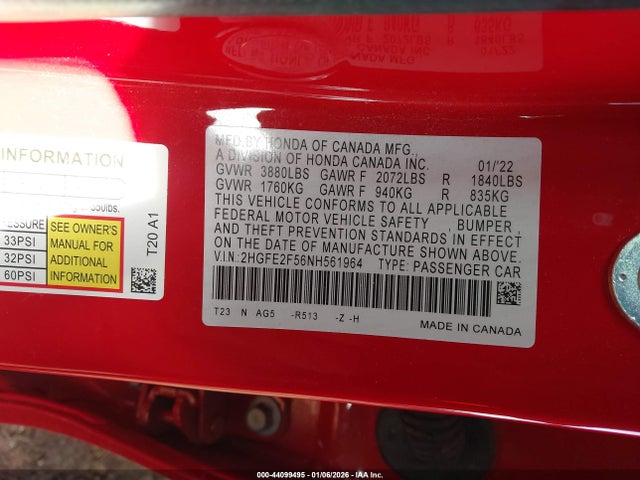 INFORMATION
RESSURE
33PSI
32PSI
60PSI
SEE OWNER'S
MANUAL FOR
ADDITIONAL
INFORMATION
T20 A1
MFD.BY HONDA OF CANADA MFG.,
A DIVISION OF HONDA CANADA INC. 01/'22
GVWR 3880LBS GAWR F 2072LBS R 1840LBS
GVWR 1760KG GAWR F 940KG R 835KG
THIS VEHICLE CONFORMS TO ALL APPLICABLE
FEDERAL MOTOR VEHICLE SAFETY , BUMPER ,
AND THEFT PREVENTION STANDARDS IN EFFECT
ON THE DATE OF MANUFACTURE SHOWN ABOVE.
V.I.N.:2HGFE2F56NH561964 TYPE: PASSENGER CAR
T23 N AG5 -R513 -Z -H
MADE IN CANADA
000-44099495 - 01/06/2026 - IAA Inc.